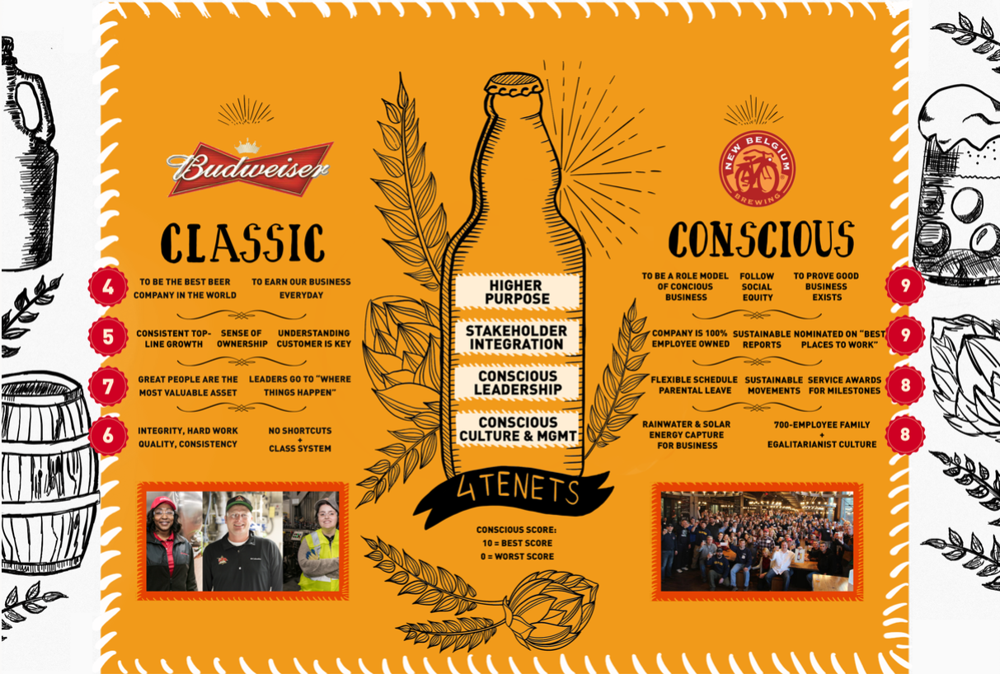 Budweiser
CLASSIC
4
TO BE THE BEST BEER
COMPANY IN THE WORLD
TO EARN OUR BUSINESS
EVERYDAY
5
CONSISTENT TOP-
LINE GROWTH
SENSE OF
OWNERSHIP
UNDERSTANDING
CUSTOMER IS KEY
7
GREAT PEOPLE ARE THE
MOST VALUABLE ASSET
LEADERS GO TO "WHERE
THINGS HAPPEN"
6
INTEGRITY, HARD WORK
QUALITY, CONSISTENCY
NO SHORTCUTS
+
CLASS SYSTEM
HIGHER
PURPOSE
STAKEHOLDER
INTEGRATION
CONSCIOUS
LEADERSHIP
CONSCIOUS
CULTURE & MGMT
4 TENETS
CONSCIOUS SCORE:
10 = BEST SCORE
0 = WORST SCORE
NEW BELGIUM
BREWING
CONSCIOUS
TO BE A ROLE MODEL
OF CONCIOUS
BUSINESS
FOLLOW
SOCIAL
EQUITY
TO PROVE GOOD
BUSINESS
EXISTS
9
COMPANY IS 100%
EMPLOYEE OWNED
SUSTAINABLE
REPORTS
NOMINATED ON "BEST
PLACES TO WORK"
9
FLEXIBLE SCHEDULE
PARENTAL LEAVE
SUSTAINABLE
MOVEMENTS
SERVICE AWARDS
FOR MILESTONES
8
RAINWATER & SOLAR
ENERGY CAPTURE
FOR BUSINESS
700-EMPLOYEE FAMILY
+
EGALITARIANIST CULTURE
8